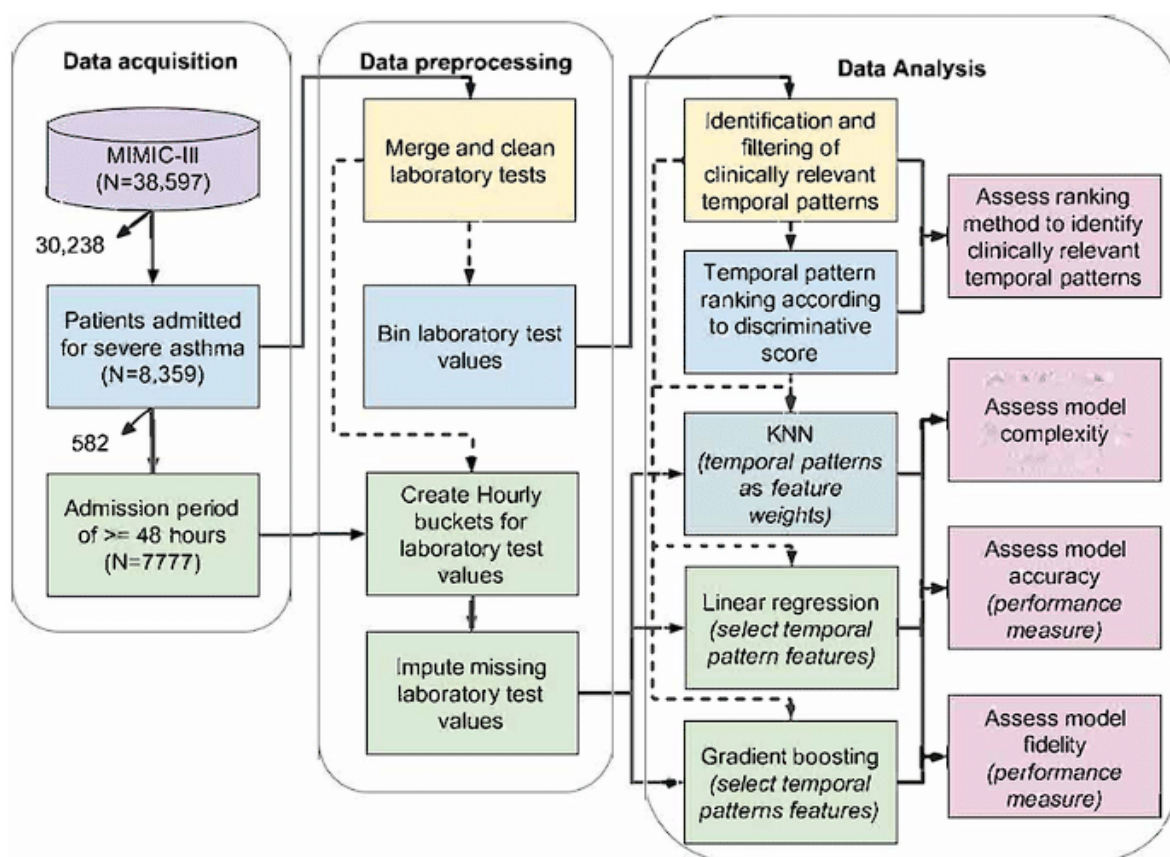 Data acquisition
MIMIC-III
(N=38,597)
30,238
Patients admitted
for severe asthma
(N=8,359)
582
Admission period
of >= 48 hours
(N=7777)
Data preprocessing
Merge and clean
laboratory tests
Bin laboratory test
values
Create Hourly
buckets for
laboratory test
values
Impute missing
laboratory test
values
Data Analysis
Identification and
filtering of
clinically relevant
temporal patterns
Temporal pattern
ranking according
to discriminative
score
KNN
(temporal patterns
as feature
weights)
Linear regression
(select temporal
pattern features)
Gradient boosting
(select temporal
patterns features)
Assess ranking
method to identify
clinically relevant
temporal patterns
Assess model
complexity
Assess model
accuracy
(performance
measure)
Assess model
fidelity
(performance
measure)